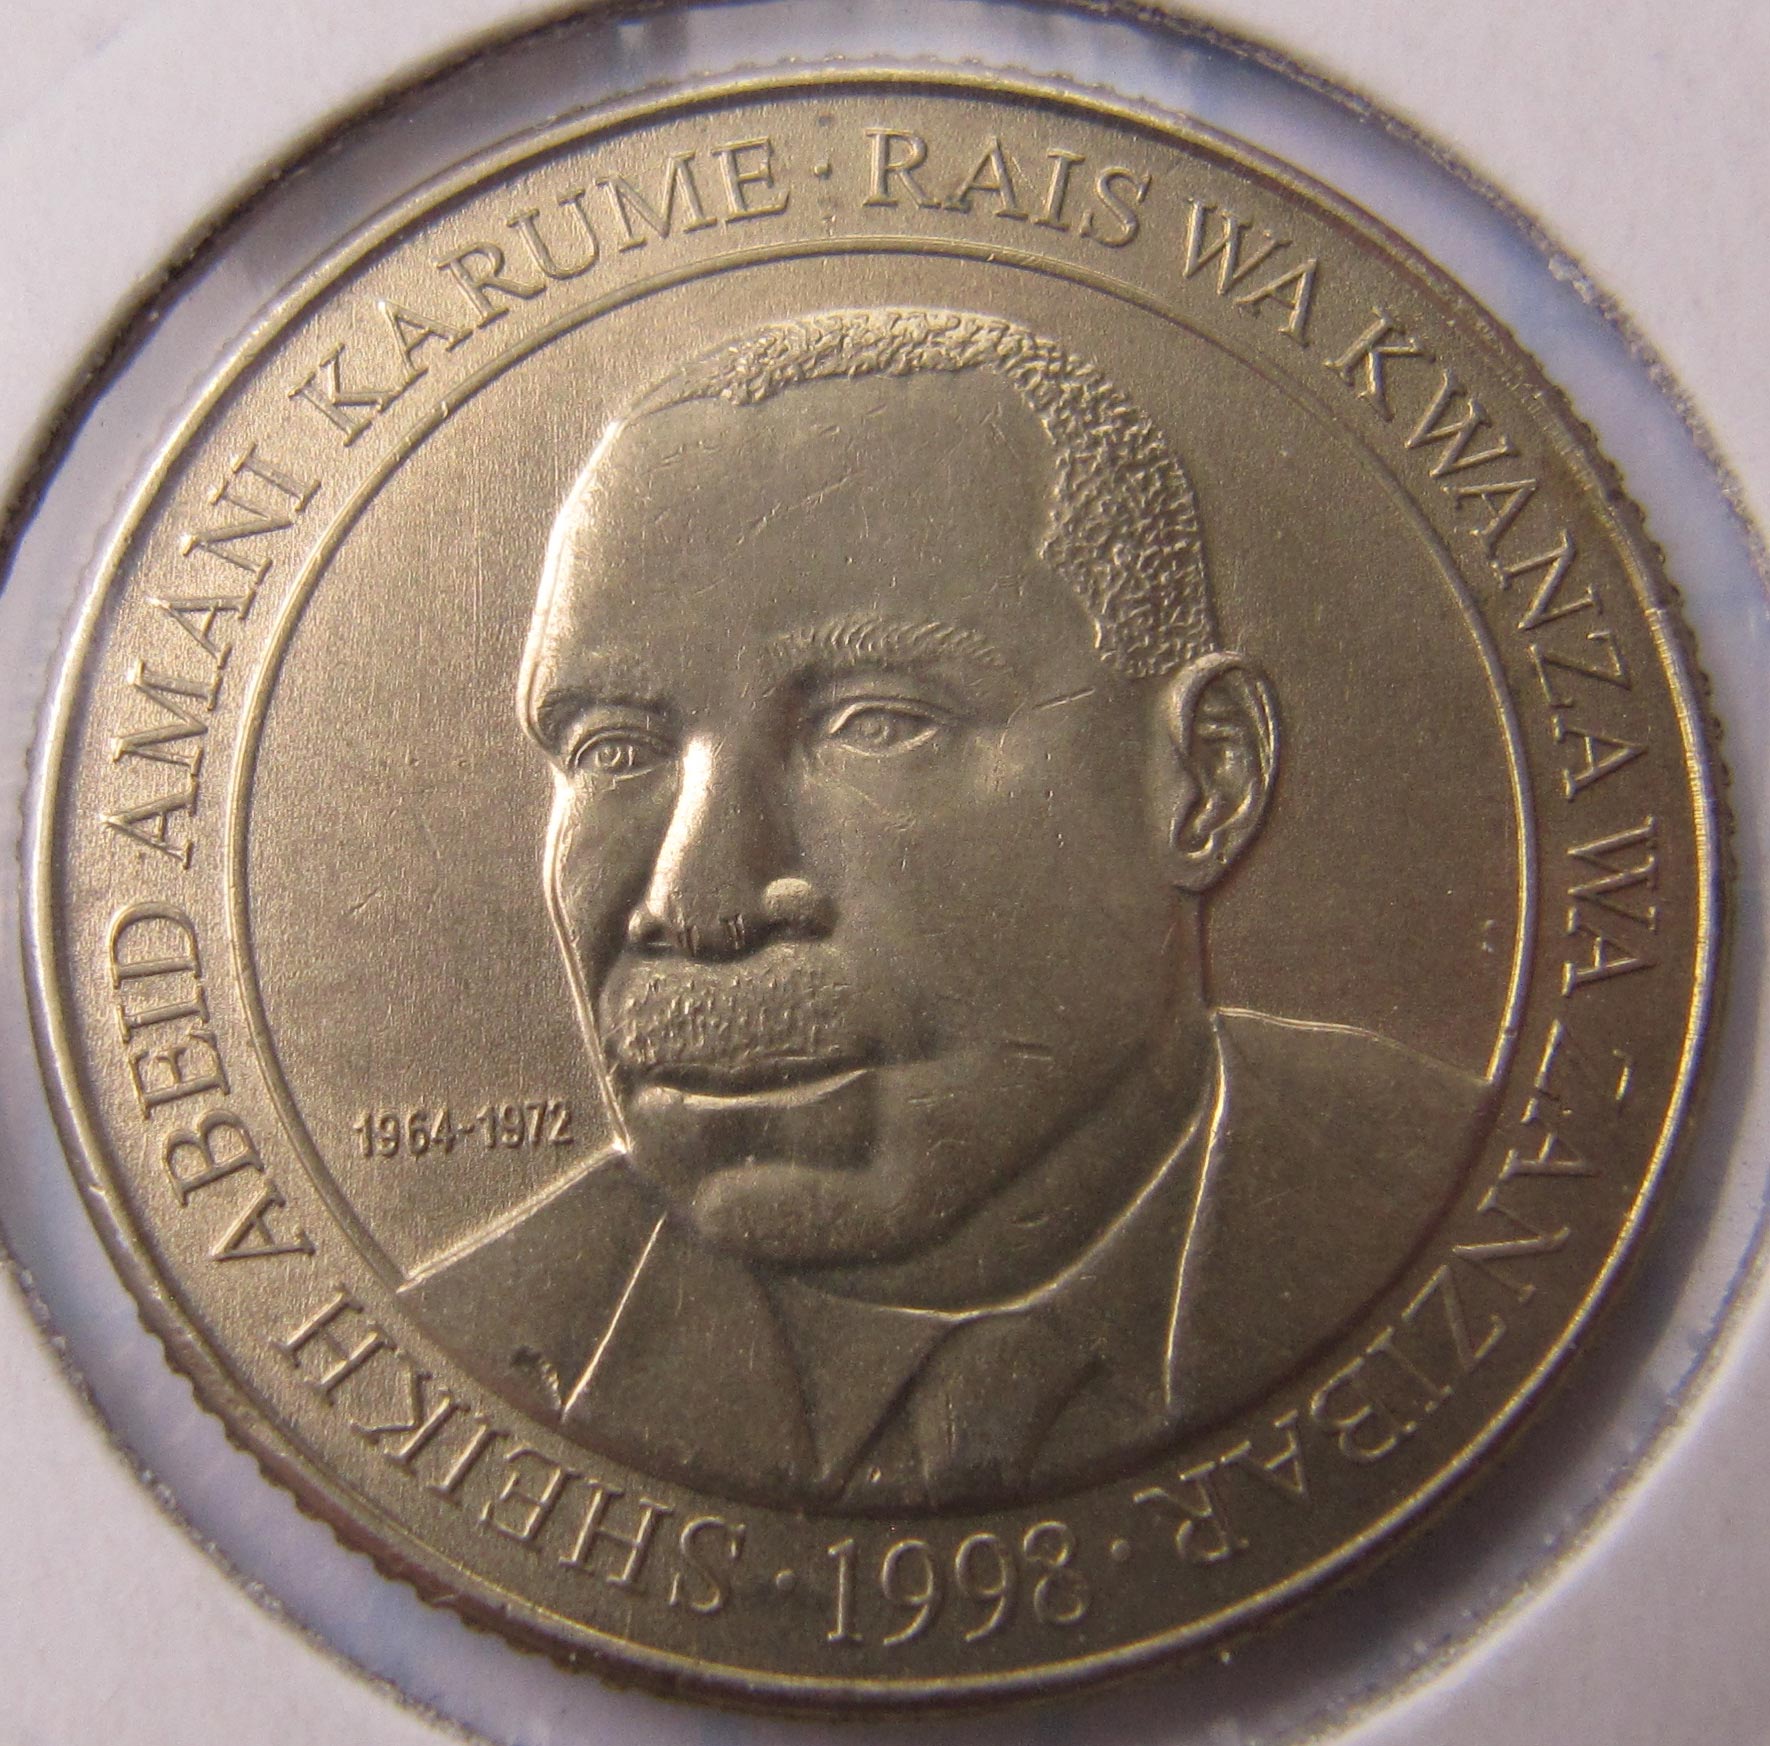 SHEIKH ABEID AMANI KARUME · RAIS WA KWANZA WA ZANZIBAR ·
1964-1972
1998 ·